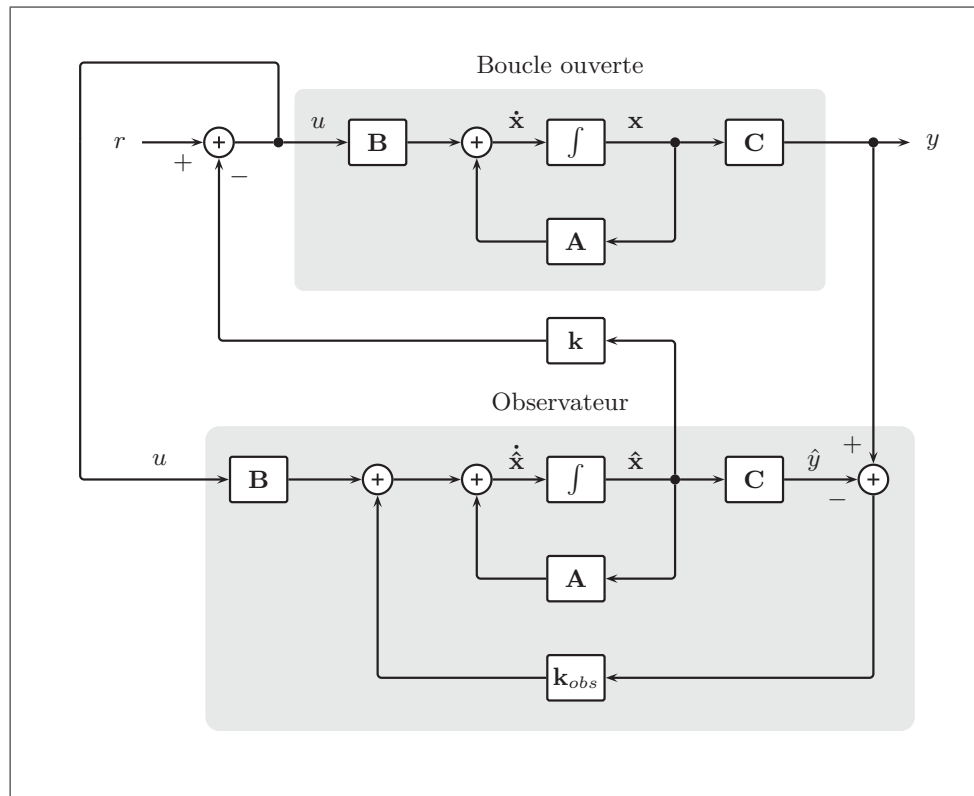 Boucle ouverte
r + − u B + ẋ ∫ x C y
A
k
Observateur
u B + + x̂̇ ∫ x̂ C ŷ + −
A
k_obs